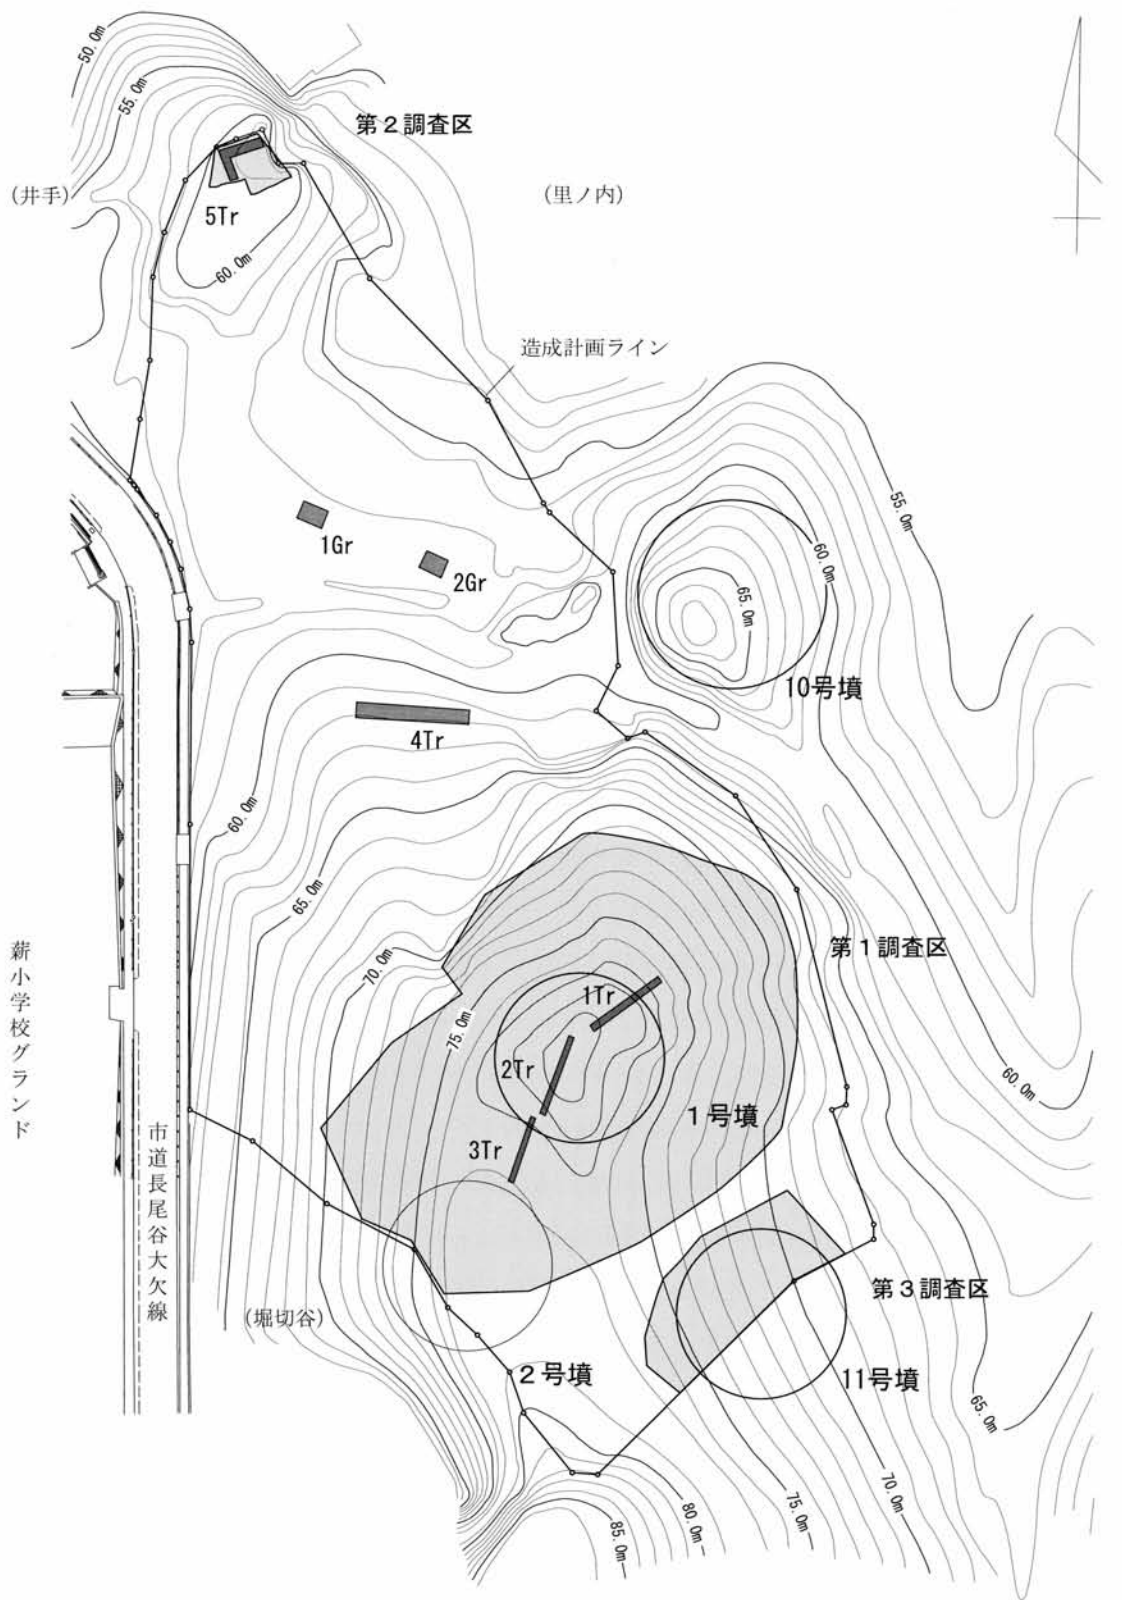 50.0m
55.0m
第2調査区
(井手)
(里ノ内)
5Tr
60.0m
造成計画ライン
55.0m
1Gr
2Gr
60.0m
65.0m
10号墳
4Tr
60.0m
65.0m
薪小学校グランド
70.0m
第1調査区
1Tr
75.0m
2Tr
60.0m
1号墳
3Tr
市道長尾谷大欠線
第3調査区
(堀切谷)
2号墳
11号墳
65.0m
70.0m
75.0m
80.0m
85.0m